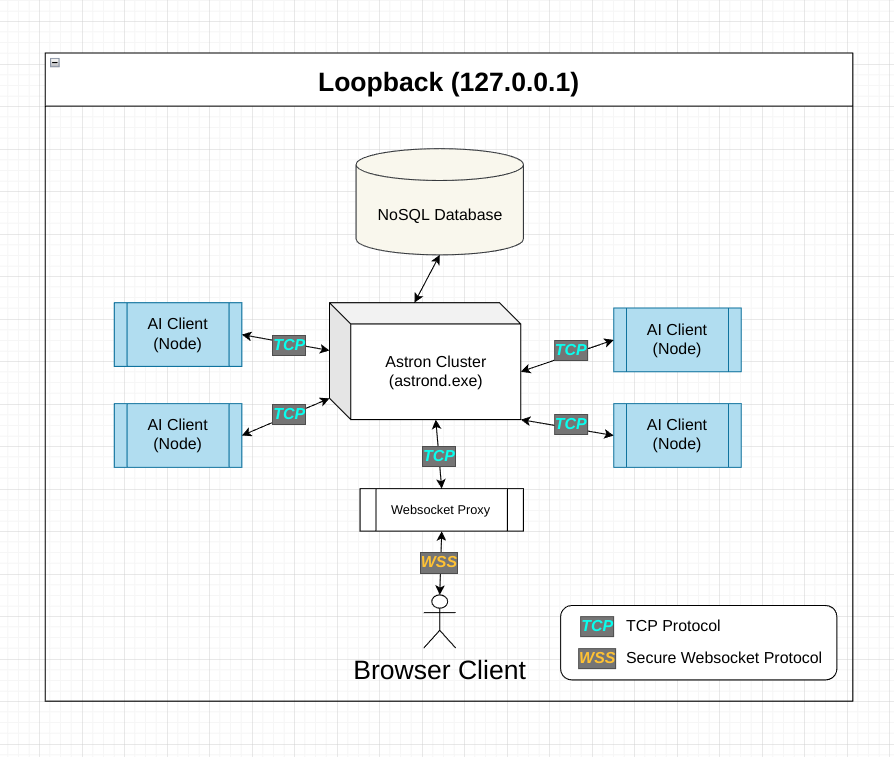 Loopback (127.0.0.1)
NoSQL Database
AI Client
(Node)
TCP
Astron Cluster
(astrond.exe)
TCP
AI Client
(Node)
AI Client
(Node)
TCP
TCP
AI Client
(Node)
TCP
Websocket Proxy
WSS
Browser Client
TCP TCP Protocol
WSS Secure Websocket Protocol